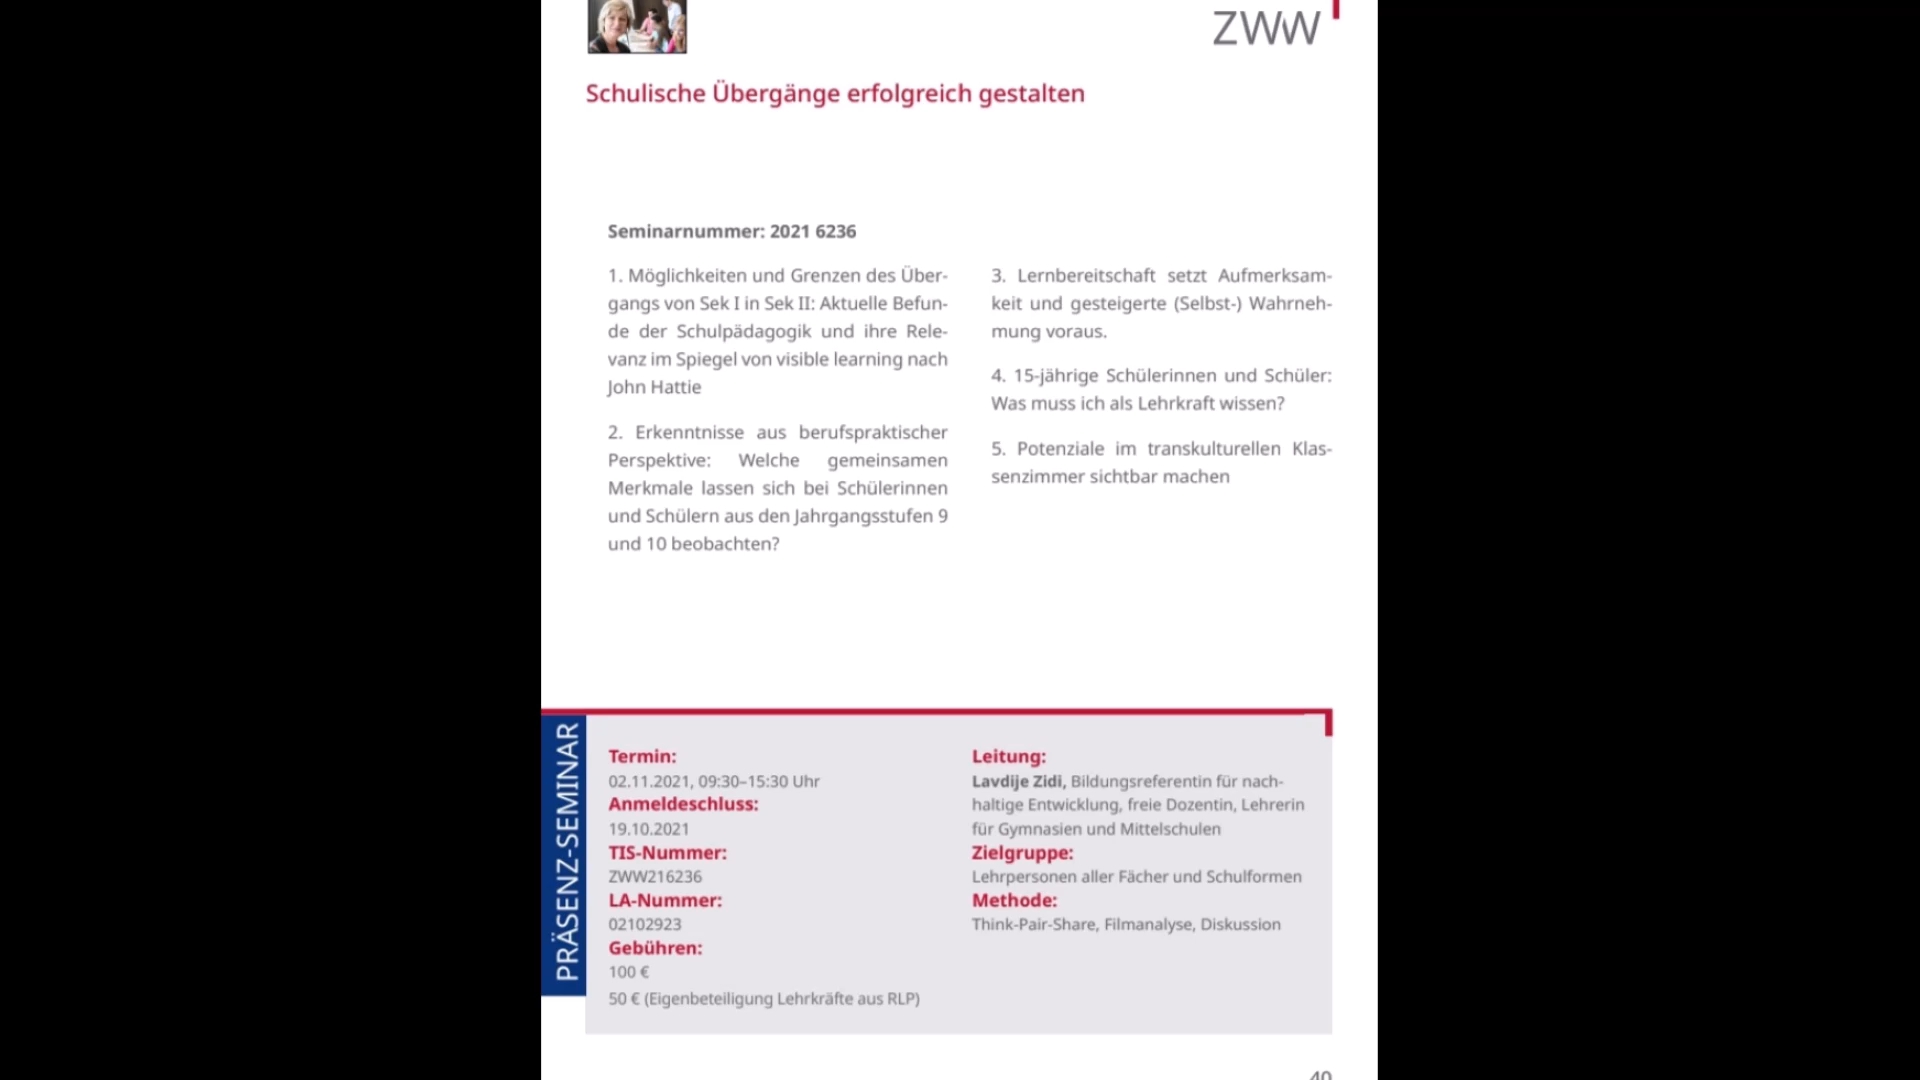 ZWW
Schulische Übergänge erfolgreich gestalten
Seminarnummer: 2021 6236
1. Möglichkeiten und Grenzen des Über-
gangs von Sek I in Sek II: Aktuelle Befun-
de der Schulpädagogik und ihre Rele-
vanz im Spiegel von visible learning nach
John Hattie
2. Erkenntnisse aus berufspraktischer
Perspektive: Welche gemeinsamen
Merkmale lassen sich bei Schülerinnen
und Schülern aus den Jahrgangsstufen 9
und 10 beobachten?
3. Lernbereitschaft setzt Aufmerksam-
keit und gesteigerte (Selbst-) Wahrneh-
mung voraus.
4. 15-jährige Schülerinnen und Schüler:
Was muss ich als Lehrkraft wissen?
5. Potenziale im transkulturellen Klas-
senzimmer sichtbar machen
PRÄSENZ-SEMINAR
Termin:
02.11.2021, 09:30–15:30 Uhr
Anmeldeschluss:
19.10.2021
TIS-Nummer:
ZWW216236
LA-Nummer:
02102923
Gebühren:
100 €
50 € (Eigenbeteiligung Lehrkräfte aus RLP)
Leitung:
Lavdije Zidi, Bildungsreferentin für nach-
haltige Entwicklung, freie Dozentin, Lehrerin
für Gymnasien und Mittelschulen
Zielgruppe:
Lehrpersonen aller Fächer und Schulformen
Methode:
Think-Pair-Share, Filmanalyse, Diskussion